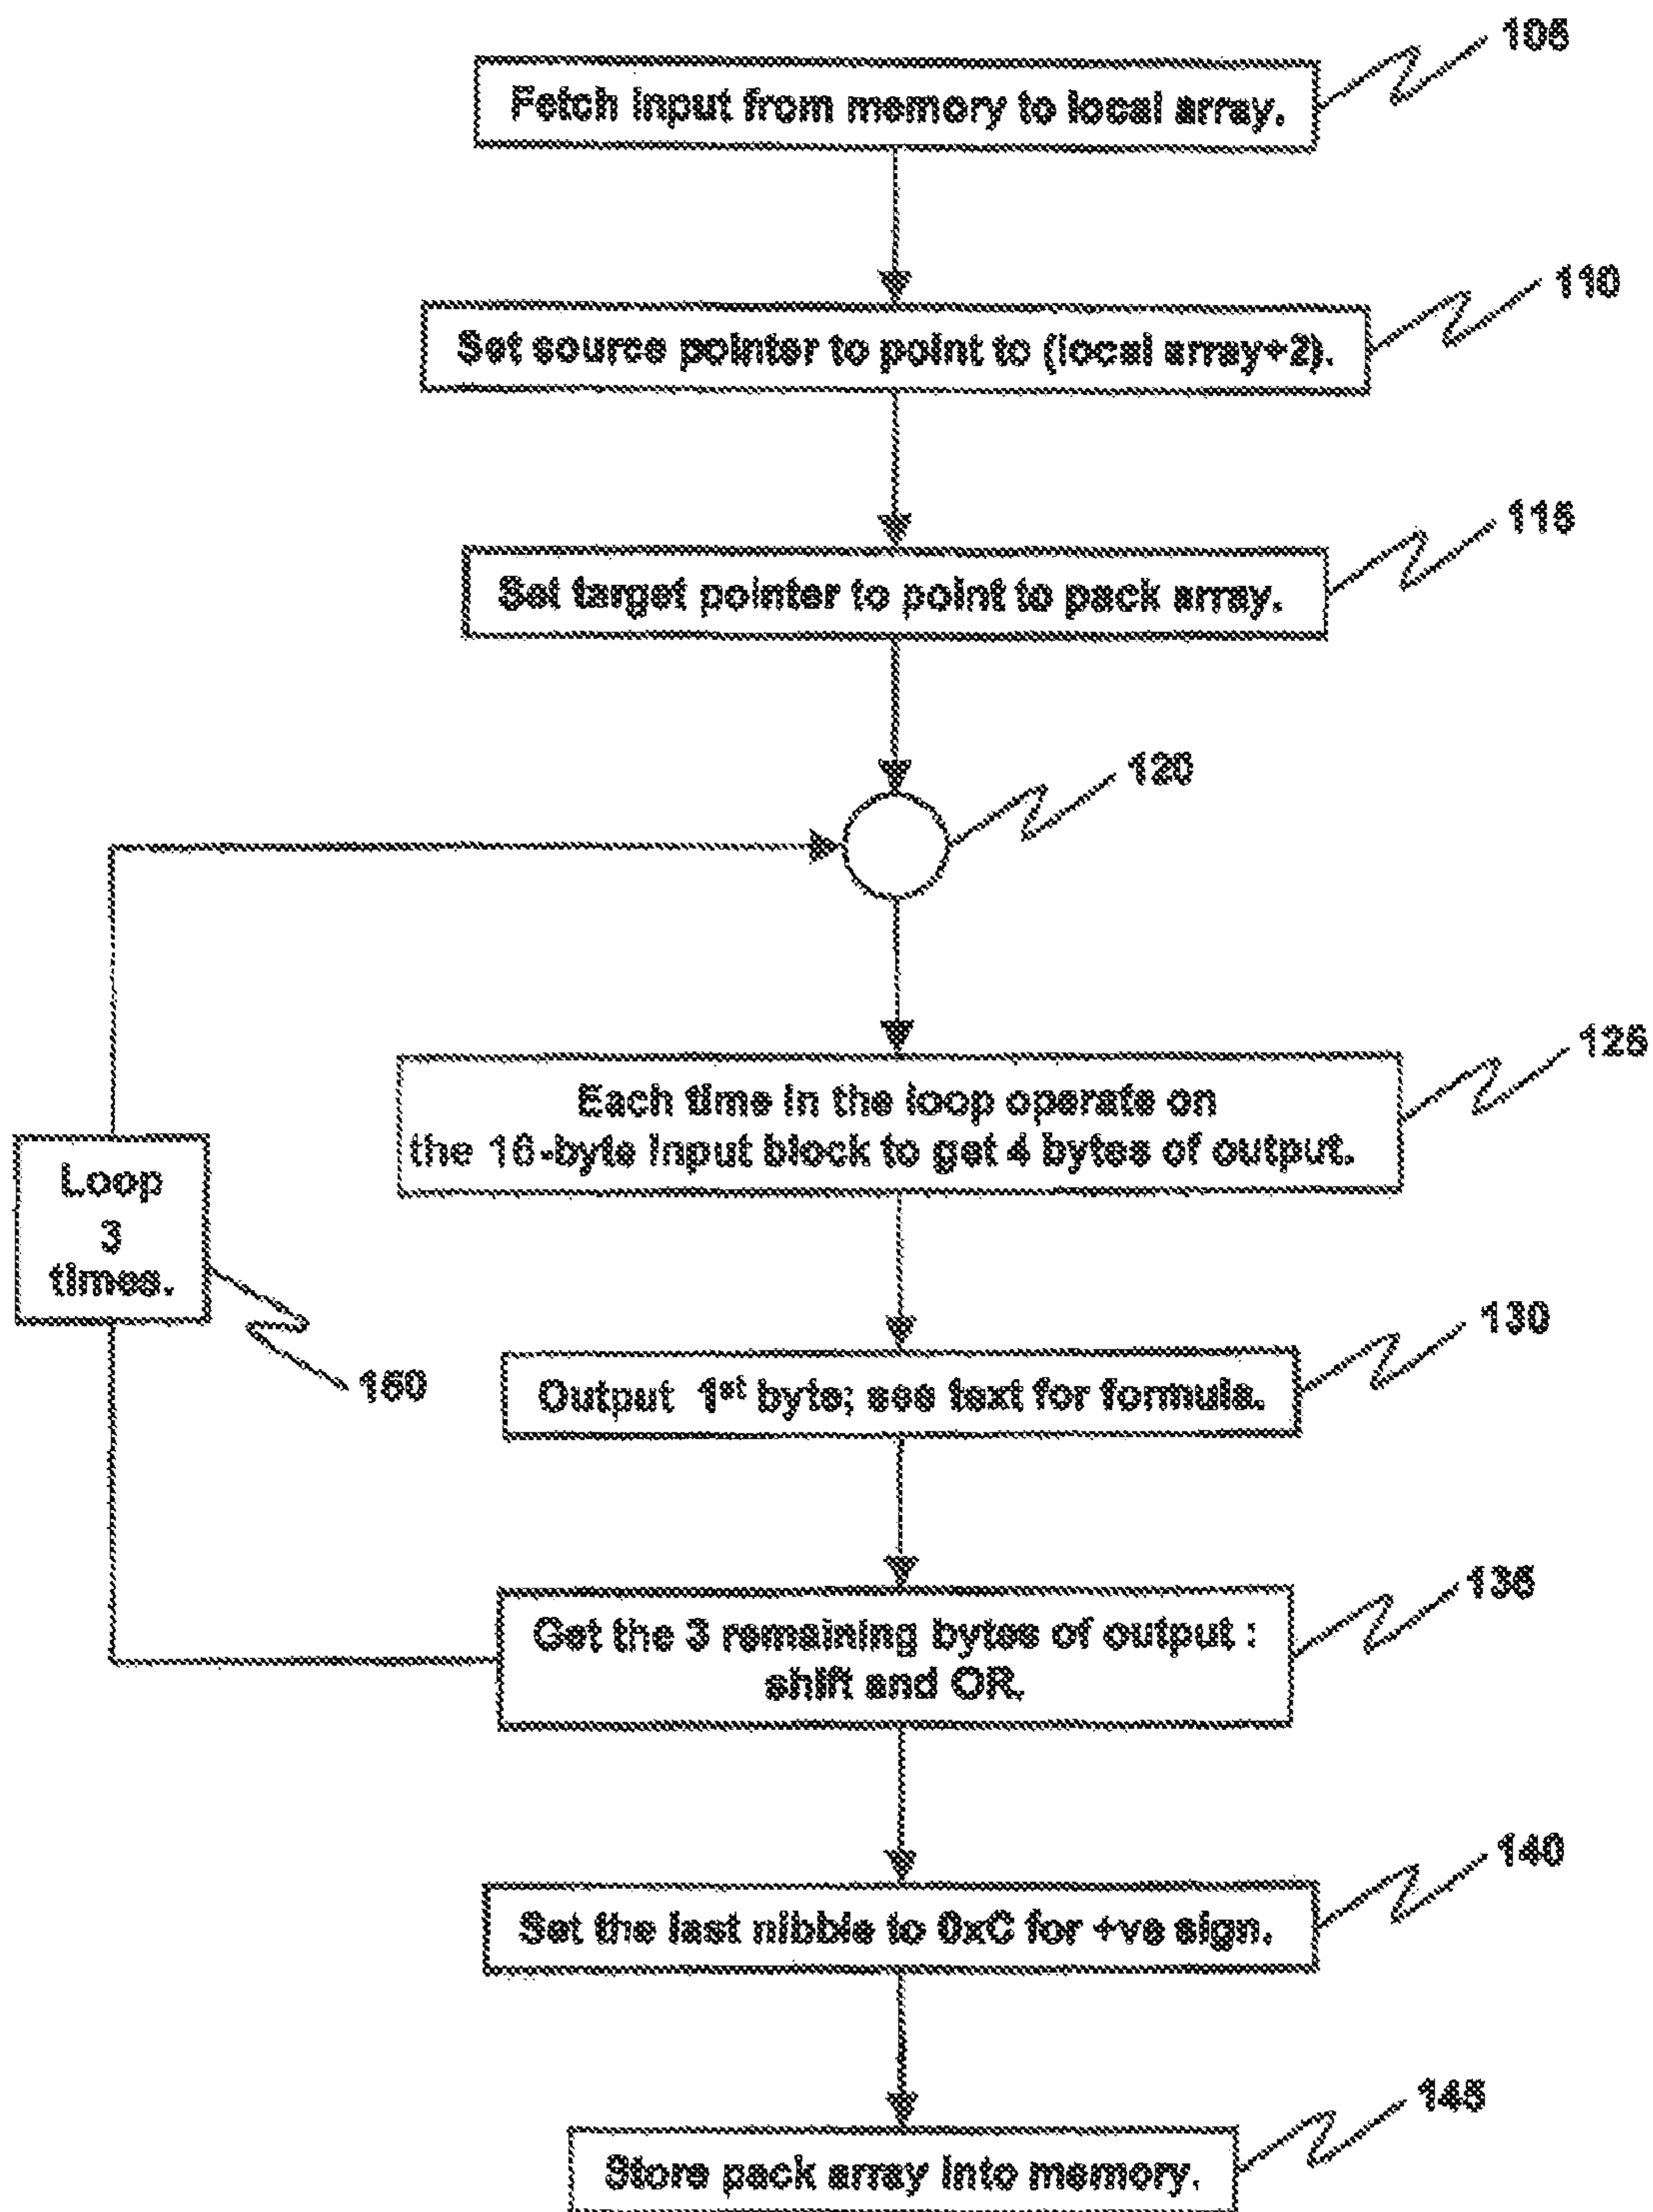 105
Fetch input from memory to local array.
110
Set source pointer to point to (local array+2).
115
Set target pointer to point to pack array.
120
125
Each time in the loop operate on
the 16-byte input block to get 4 bytes of output.
Loop
3
times.
150
130
Output 1st byte; see text for formula.
135
Get the 3 remaining bytes of output :
shift and OR.
140
Set the last nibble to 0xC for +ve sign.
145
Store pack array into memory.